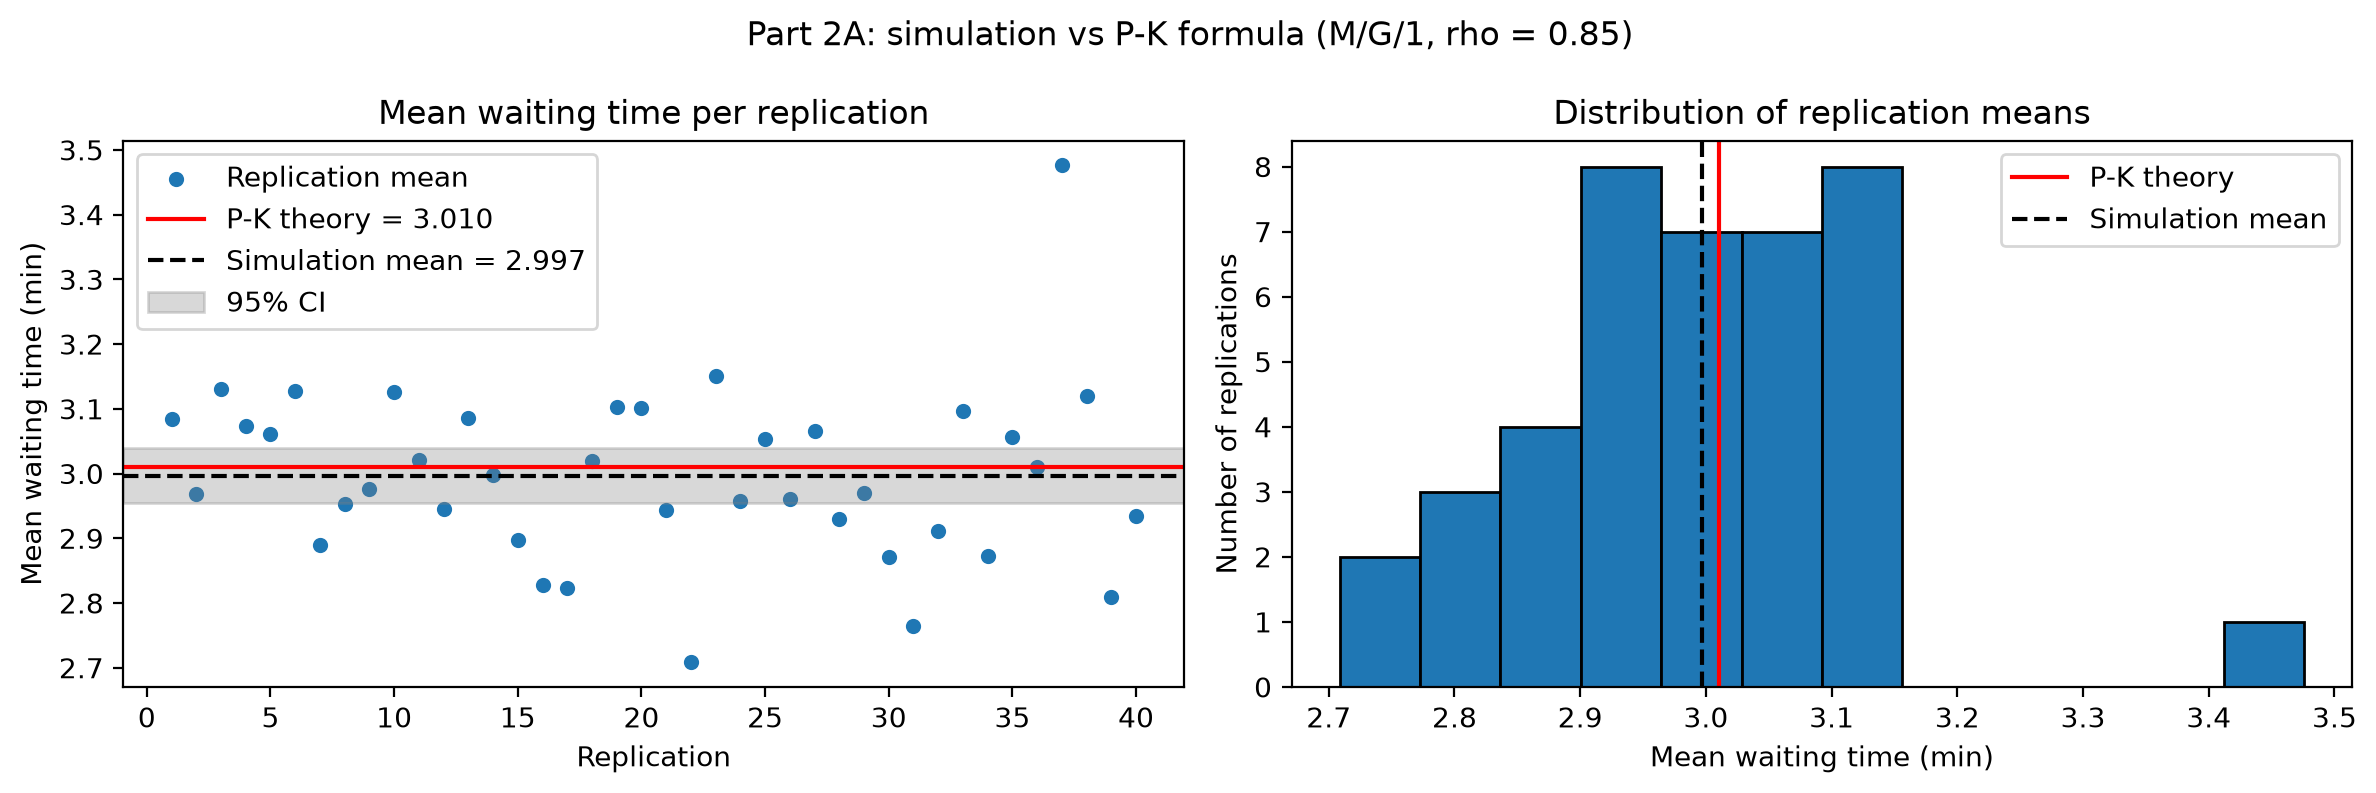 Part 2A: simulation vs P-K formula (M/G/1, rho = 0.85)
Mean waiting time per replication
Mean waiting time (min)
3.5
3.4
3.3
3.2
3.1
3.0
2.9
2.8
2.7
Replication mean
P-K theory = 3.010
Simulation mean = 2.997
95% CI
0 5 10 15 20 25 30 35 40
Replication
Distribution of replication means
Number of replications
8
7
6
5
4
3
2
1
0
P-K theory
Simulation mean
2.7 2.8 2.9 3.0 3.1 3.2 3.3 3.4 3.5
Mean waiting time (min)